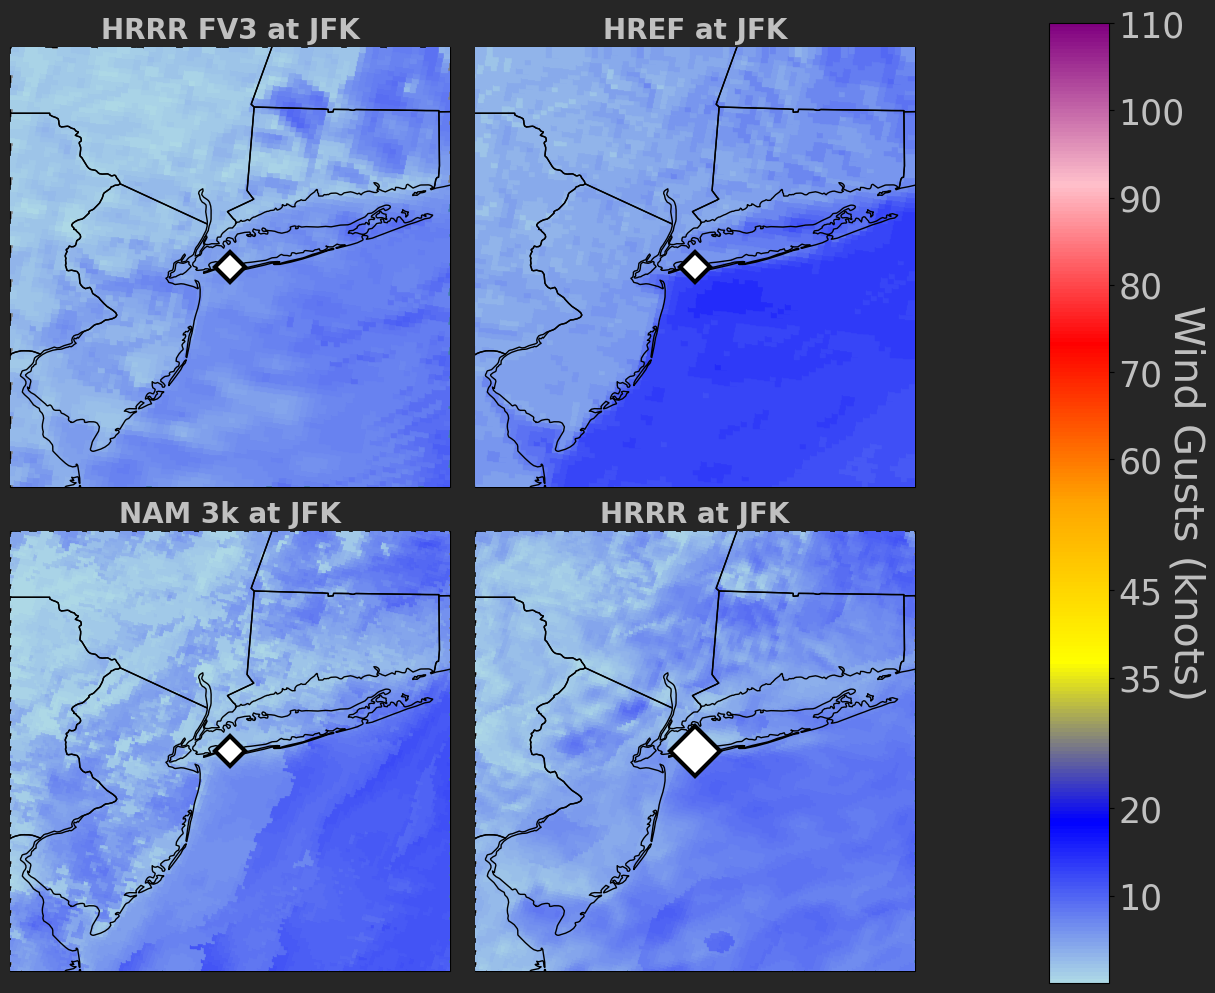 HRRR FV3 at JFK
HREF at JFK
NAM 3k at JFK
HRRR at JFK
110
100
90
80
70
60
45
35
20
10
Wind Gusts (knots)